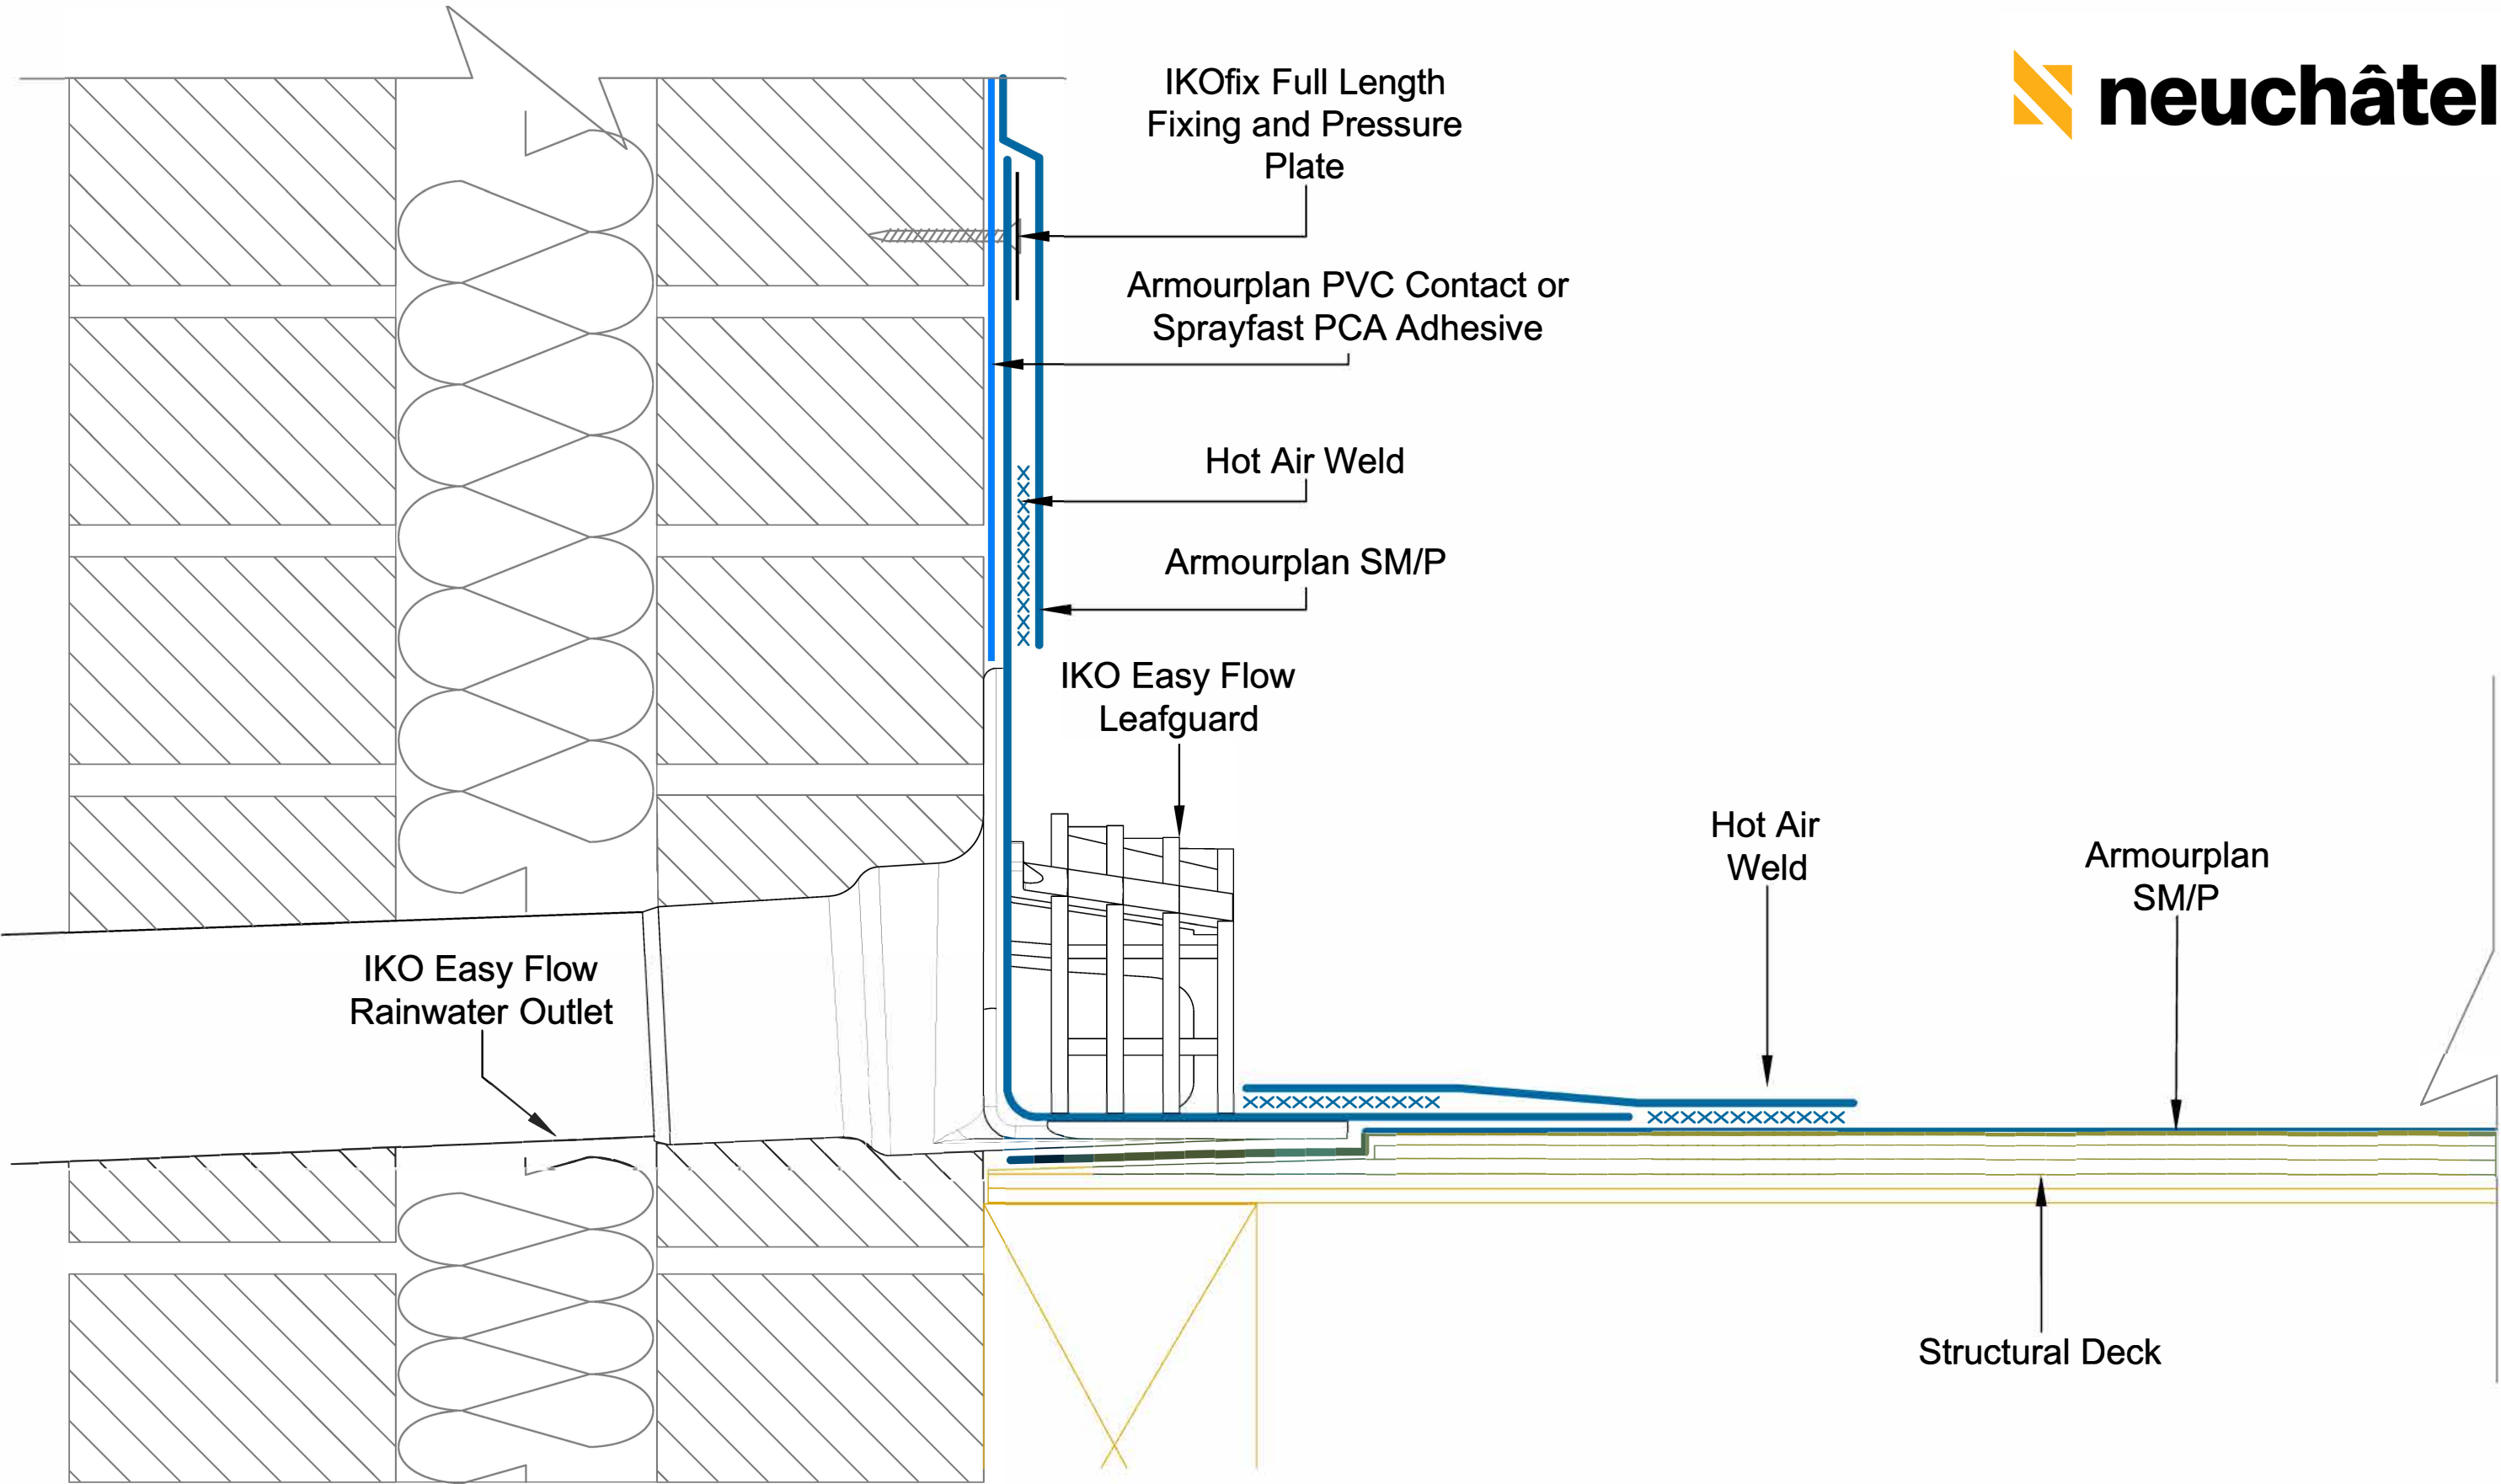 neuchâtel
IKOfix Full Length
Fixing and Pressure
Plate
Armourplan PVC Contact or
Sprayfast PCA Adhesive
Hot Air Weld
Armourplan SM/P
IKO Easy Flow
Leafguard
Hot Air
Weld
Armourplan
SM/P
IKO Easy Flow
Rainwater Outlet
Structural Deck